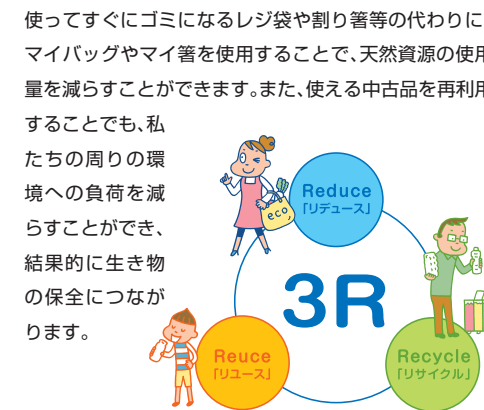 使ってすぐにゴミになるレジ袋や割り箸等の代わりに
マイバッグやマイ箸を使用することで、天然資源の使用
量を減らすことができます。また、使える中古品を再利用
することでも、私
たちの周りの環
境への負荷を減
らすことができ、
結果的に生き物
の保全につなが
ります。
eco
Reduce
「リデュース」
3R
Reuce
「リユース」
Recycle
「リサイクル」